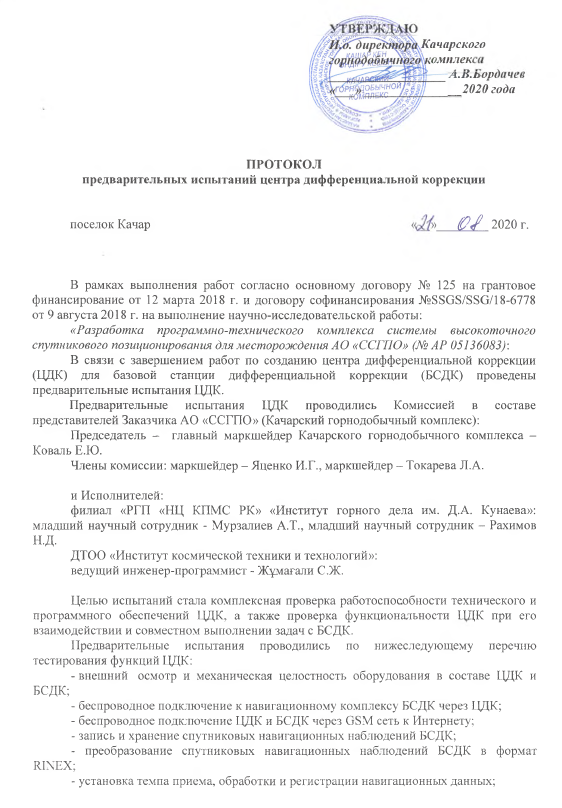 УТВЕРЖДАЮ
И.о. директора Качарского
горнодобычного комплекса
А.В.Бордачев
«___»____________2020 года
КАЧАРСКИЙ
ГОРНОДОБЫЧНОЙ
КОМПЛЕКС
ПРОТОКОЛ
предварительных испытаний центра дифференциальной коррекции
поселок Качар «21»   08   2020 г.
В рамках выполнения работ согласно основному договору № 125 на грантовое
финансирование от 12 марта 2018 г. и договору софинансирования №SSGS/SSG/18-6778
от 9 августа 2018 г. на выполнение научно-исследовательской работы:
«Разработка программно-технического комплекса системы высокоточного
спутникового позиционирования для месторождения АО «ССГПО» (№ АР 05136083):
В связи с завершением работ по созданию центра дифференциальной коррекции
(ЦДК) для базовой станции дифференциальной коррекции (БСДК) проведены
предварительные испытания ЦДК.
Предварительные испытания ЦДК проводились Комиссией в составе
представителей Заказчика АО «ССГПО» (Качарский горнодобычный комплекс):
Председатель – главный маркшейдер Качарского горнодобычного комплекса –
Коваль Е.Ю.
Члены комиссии: маркшейдер – Яценко И.Г., маркшейдер – Токарева Л.А.
и Исполнителей:
филиал «РГП «НЦ КПМС РК» «Институт горного дела им. Д.А. Кунаева»:
младший научный сотрудник - Мурзалиев А.Т., младший научный сотрудник – Рахимов
Н.Д.
ДТОО «Институт космической техники и технологий»:
ведущий инженер-программист - Жұмағали С.Ж.
Целью испытаний стала комплексная проверка работоспособности технического и
программного обеспечений ЦДК, а также проверка функциональности ЦДК при его
взаимодействии и совместном выполнении задач с БСДК.
Предварительные испытания проводились по нижеследующему перечню
тестирования функций ЦДК:
- внешний осмотр и механическая целостность оборудования в составе ЦДК и
БСДК;
- беспроводное подключение к навигационному комплексу БСДК через ЦДК;
- беспроводное подключение ЦДК и БСДК через GSM сеть к Интернету;
- запись и хранение спутниковых навигационных наблюдений БСДК;
- преобразование спутниковых навигационных наблюдений БСДК в формат
RINEX;
- установка темпа приема, обработки и регистрации навигационных данных;